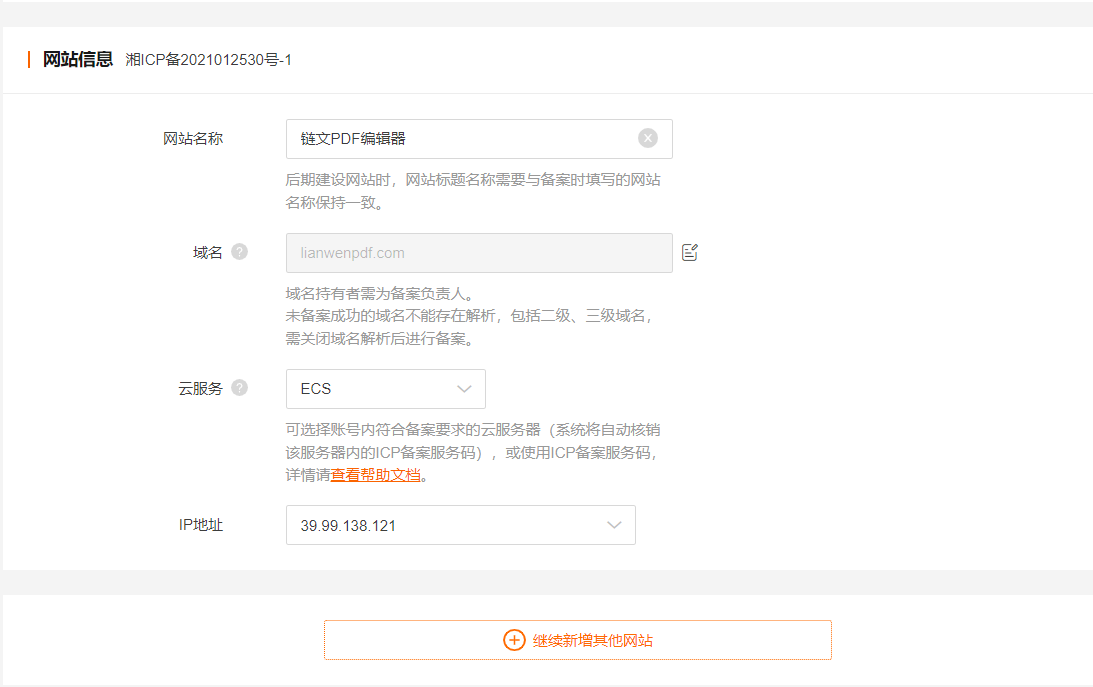 网站信息 湘ICP备2021012530号-1
网站名称 链文PDF编辑器
后期建设网站时，网站标题名称需要与备案时填写的网站
名称保持一致。
域名 ? lianwenpdf.com
域名持有者需为备案负责人。
未备案成功的域名不能存在解析，包括二级、三级域名，
需关闭域名解析后进行备案。
云服务 ? ECS
可选择账号内符合备案要求的云服务器（系统将自动核销
该服务器内的ICP备案服务码），或使用ICP备案服务码，
详情请查看帮助文档。
IP地址 39.99.138.121
继续新增其他网站